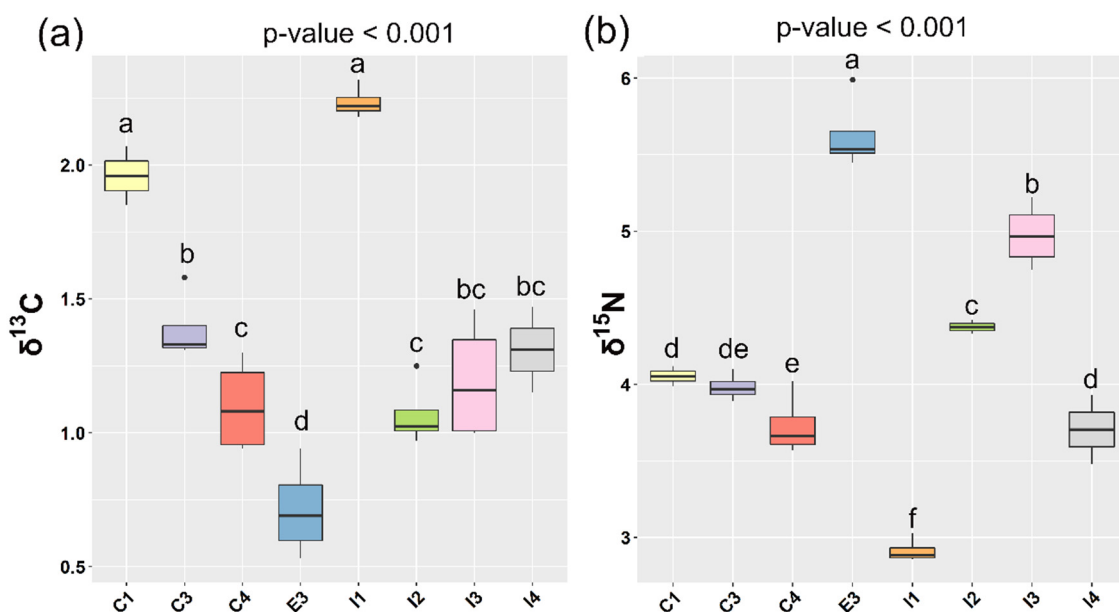 (a)
p-value < 0.001
δ¹³C
2.0
1.5
1.0
0.5
a
b
c
d
a
c
bc
bc
C1 C3 C4 E3 I1 I2 I3 I4
(b)
p-value < 0.001
δ¹⁵N
6
5
4
3
d
de
e
a
f
c
b
d
C1 C3 C4 E3 I1 I2 I3 I4